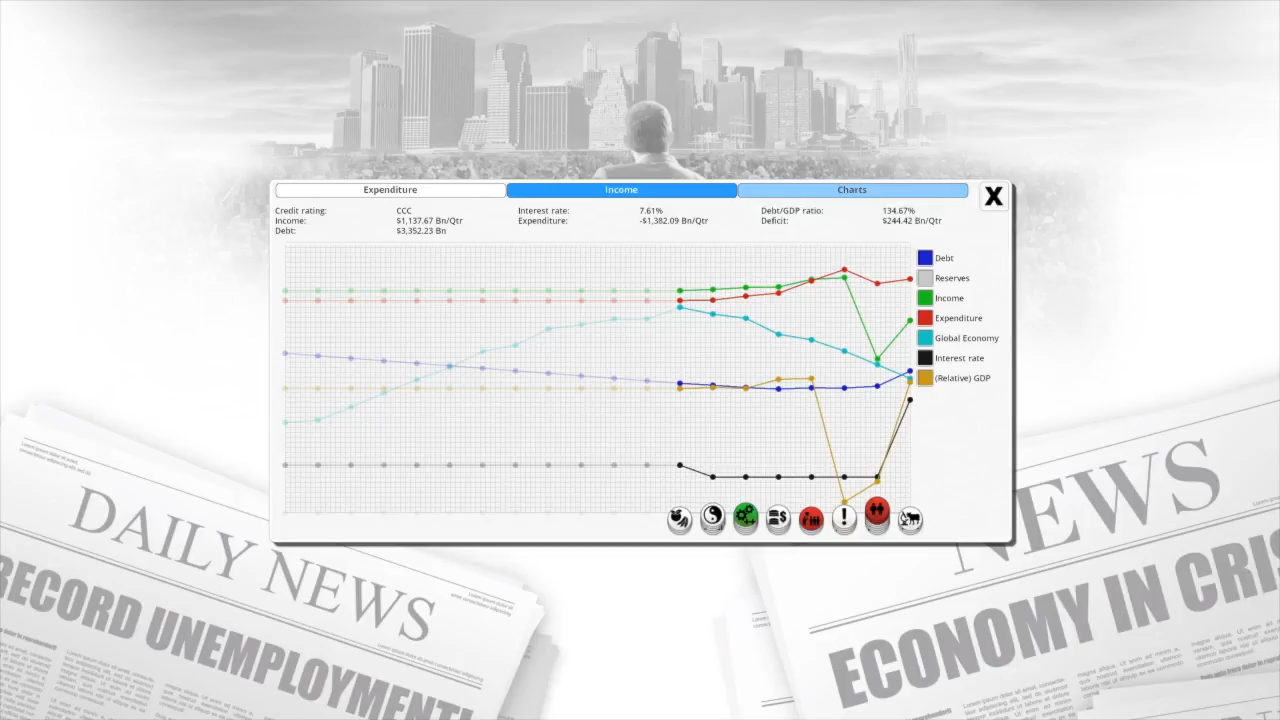 Expenditure
Income
Charts
X
Credit rating: CCC
Interest rate: 7.61%
Debt/GDP ratio: 134.67%
Income: $1,137.67 Bn/Qtr
Expenditure: -$1,382.09 Bn/Qtr
Deficit: $244.42 Bn/Qtr
Debt: $3,352.23 Bn
Debt
Reserves
Income
Expenditure
Global Economy
Interest rate
(Relative) GDP
DAILY NEWS
RECORD UNEMPLOYMENT!
NEWS
ECONOMY IN CRIS